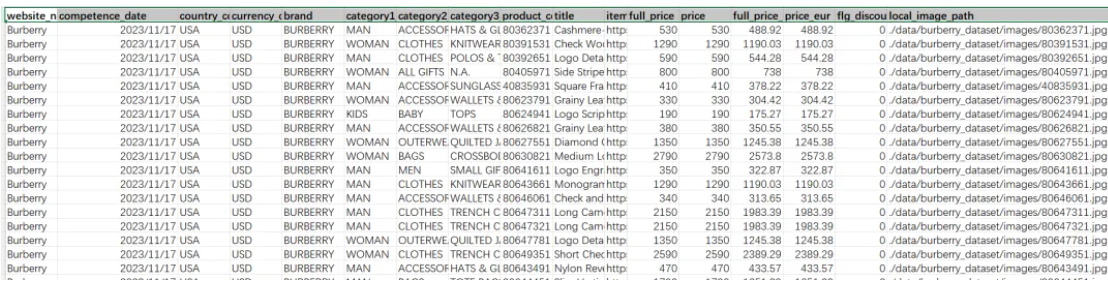 website_n competence_date country_co currency_c brand category1 category2 category3 product_co title item full_price price full_price_ price_eur flg_discou local_image_path
Burberry 2023/11/17 USA USD BURBERRY MAN ACCESSOF HATS & GL 80362371 Cashmere- http 530 530 488.92 488.92 0 ./data/burberry_dataset/images/80362371.jpg
Burberry 2023/11/17 USA USD BURBERRY WOMAN CLOTHES KNITWEAR 80391531 Check Wo http 1290 1290 1190.03 1190.03 0 ./data/burberry_dataset/images/80391531.jpg
Burberry 2023/11/17 USA USD BURBERRY MAN CLOTHES POLOS & 80392651 Logo Deta http 590 590 544.28 544.28 0 ./data/burberry_dataset/images/80392651.jpg
Burberry 2023/11/17 USA USD BURBERRY WOMAN ALL GIFTS N.A. 80405971 Side Stripe http 800 800 738 738 0 ./data/burberry_dataset/images/80405971.jpg
Burberry 2023/11/17 USA USD BURBERRY MAN ACCESSOF SUNGLASS 40835931 Square Fra http 410 410 378.22 378.22 0 ./data/burberry_dataset/images/40835931.jpg
Burberry 2023/11/17 USA USD BURBERRY WOMAN ACCESSOF WALLETS & 80623791 Grainy Lea http 330 330 304.42 304.42 0 ./data/burberry_dataset/images/80623791.jpg
Burberry 2023/11/17 USA USD BURBERRY KIDS BABY TOPS 80624941 Logo Scrip http 190 190 175.27 175.27 0 ./data/burberry_dataset/images/80624941.jpg
Burberry 2023/11/17 USA USD BURBERRY MAN ACCESSOF WALLETS & 80626821 Grainy Lea http 380 380 350.55 350.55 0 ./data/burberry_dataset/images/80626821.jpg
Burberry 2023/11/17 USA USD BURBERRY WOMAN OUTERWE. QUILTED J. 80627551 Diamond http 1350 1350 1245.38 1245.38 0 ./data/burberry_dataset/images/80627551.jpg
Burberry 2023/11/17 USA USD BURBERRY WOMAN BAGS CROSSBOI 80630821 Medium L http 2790 2790 2573.8 2573.8 0 ./data/burberry_dataset/images/80630821.jpg
Burberry 2023/11/17 USA USD BURBERRY MAN MEN SMALL GIF 80641611 Logo Engr http 350 350 322.87 322.87 0 ./data/burberry_dataset/images/80641611.jpg
Burberry 2023/11/17 USA USD BURBERRY MAN CLOTHES KNITWEAR 80643661 Monogran http 1290 1290 1190.03 1190.03 0 ./data/burberry_dataset/images/80643661.jpg
Burberry 2023/11/17 USA USD BURBERRY MAN ACCESSOF WALLETS & 80646061 Check and http 340 340 313.65 313.65 0 ./data/burberry_dataset/images/80646061.jpg
Burberry 2023/11/17 USA USD BURBERRY MAN CLOTHES TRENCH C 80647311 Long Cam http 2150 2150 1983.39 1983.39 0 ./data/burberry_dataset/images/80647311.jpg
Burberry 2023/11/17 USA USD BURBERRY MAN CLOTHES TRENCH C 80647321 Long Cam http 2150 2150 1983.39 1983.39 0 ./data/burberry_dataset/images/80647321.jpg
Burberry 2023/11/17 USA USD BURBERRY WOMAN OUTERWE. QUILTED J. 80647781 Logo Deta http 1350 1350 1245.38 1245.38 0 ./data/burberry_dataset/images/80647781.jpg
Burberry 2023/11/17 USA USD BURBERRY WOMAN CLOTHES TRENCH C 80649351 Short Chec http 2590 2590 2389.29 2389.29 0 ./data/burberry_dataset/images/80649351.jpg
Burberry 2023/11/17 USA USD BURBERRY MAN ACCESSOF HATS & GL 80643491 Nylon Rev http 470 470 433.57 433.57 0 ./data/burberry_dataset/images/80643491.jpg